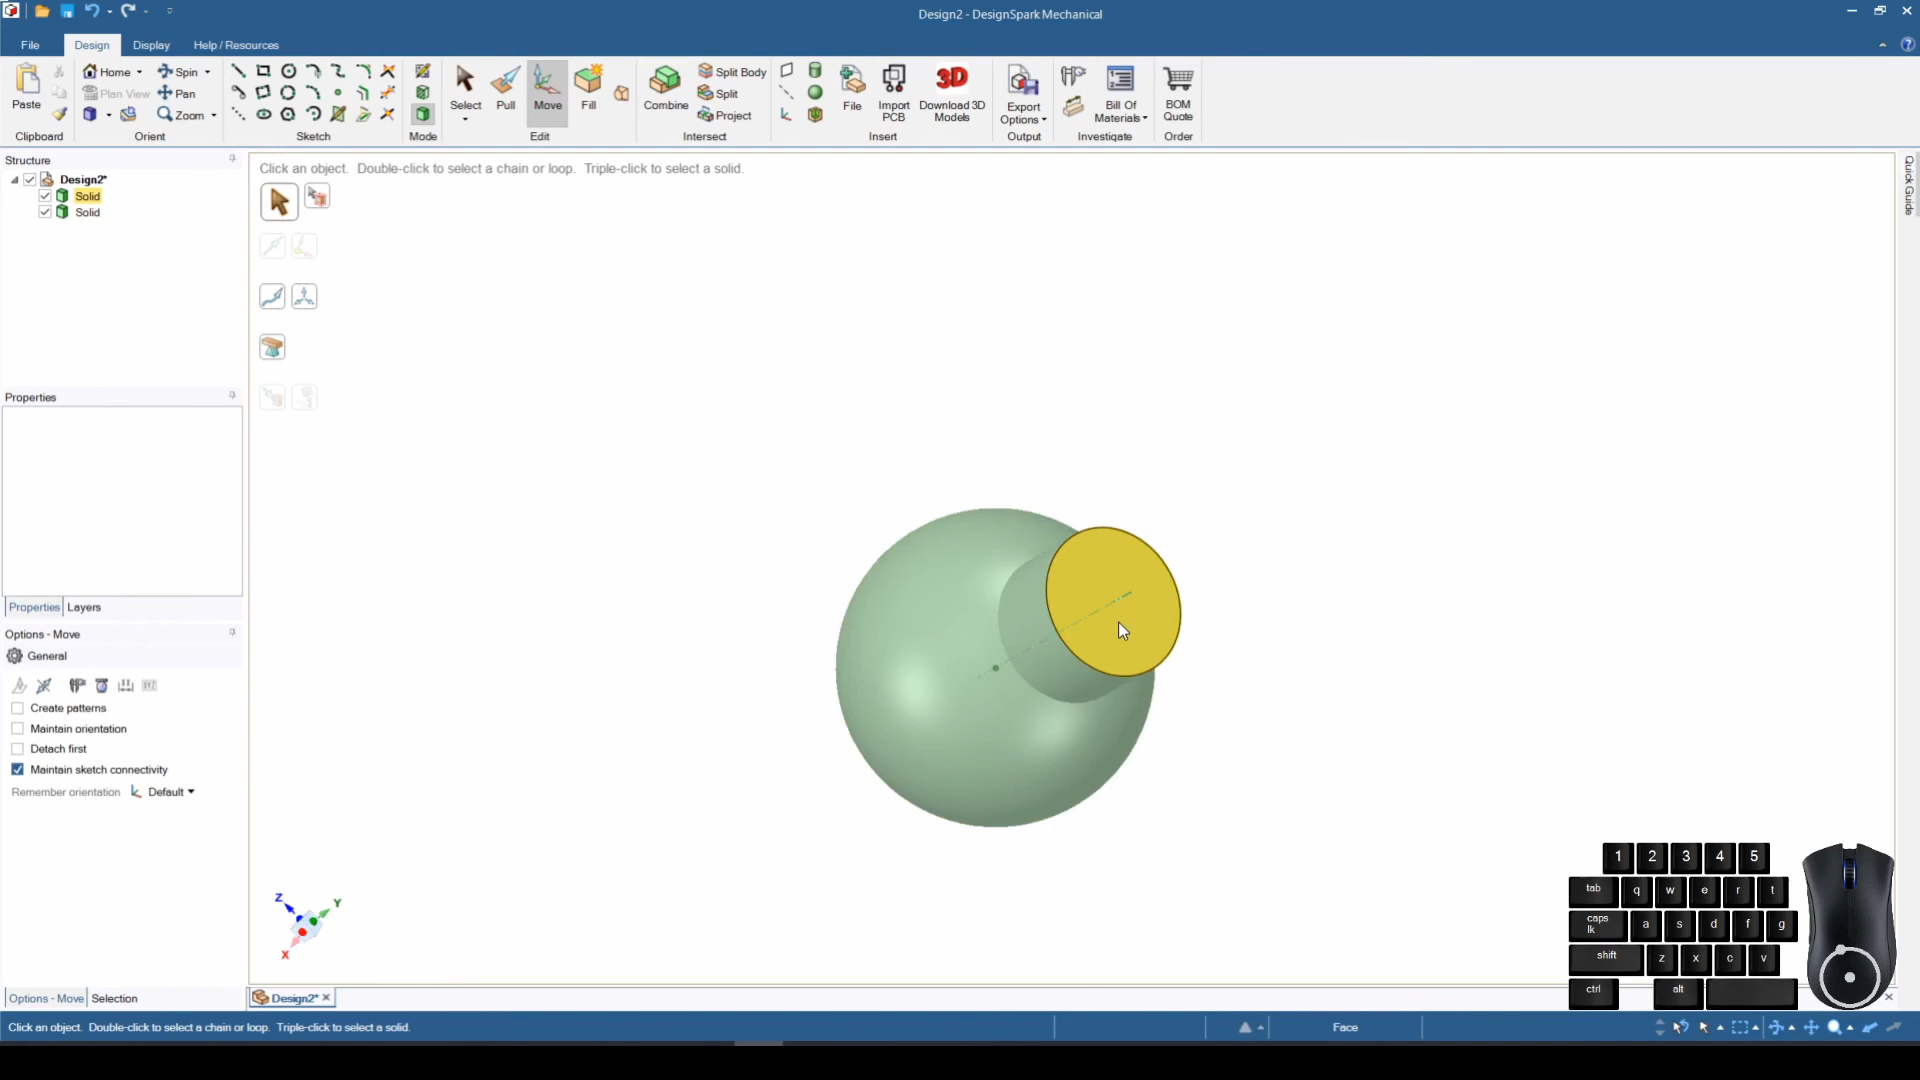 Design2 - DesignSpark Mechanical
File Design Display Help / Resources
Paste Home Plan View Spin Pan Zoom Select Pull Move Fill Combine Split Body Split Project File Import PCB Download 3D Models 3D Export Options Bill Of Materials BOM Quote
Clipboard Orient Sketch Mode Edit Intersect Insert Output Investigate Order
Structure
Design2*
Solid
Solid
Click an object. Double-click to select a chain or loop. Triple-click to select a solid.
Quick Guide
Properties
Properties Layers
Options - Move
General
Create patterns
Maintain orientation
Detach first
Maintain sketch connectivity
Remember orientation Default
Z Y
X
1 2 3 4 5
tab q w e r t
caps lk a s d f g
shift z x c v
ctrl alt
Options - Move Selection
Design2*
Click an object. Double-click to select a chain or loop. Triple-click to select a solid. Face